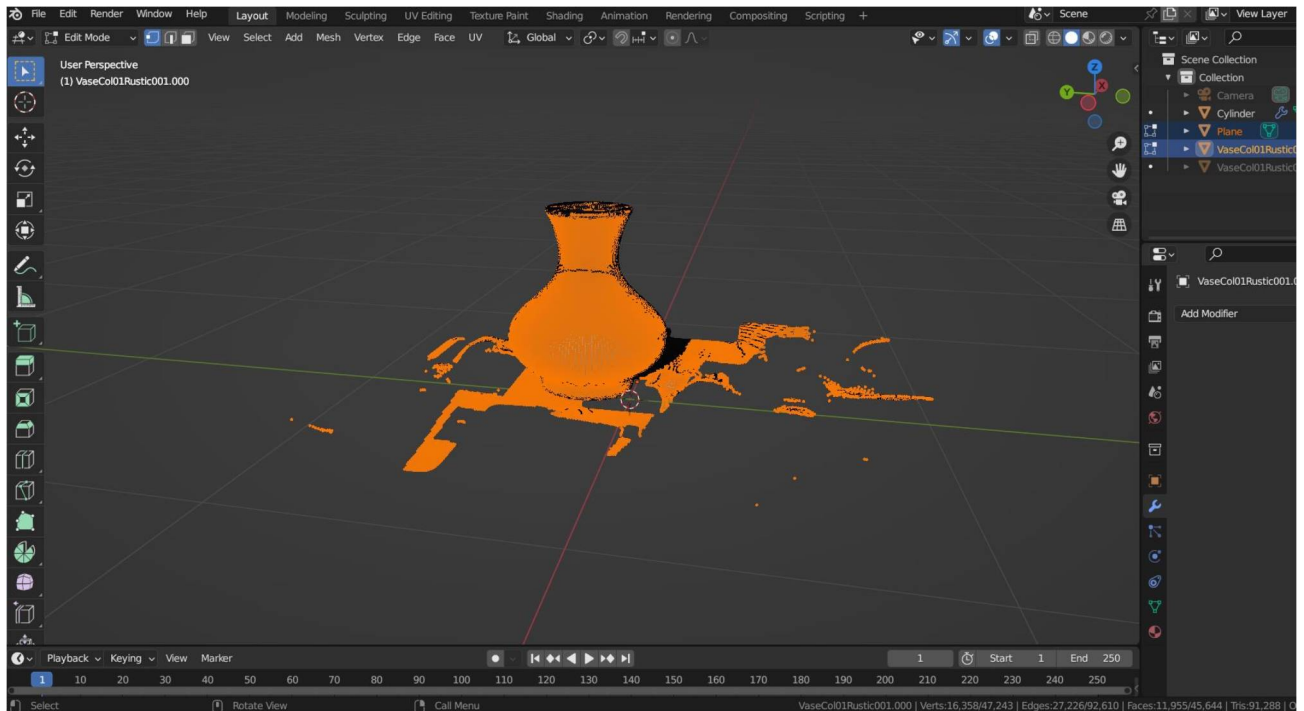 File Edit Render Window Help Layout Modeling Sculpting UV Editing Texture Paint Shading Animation Rendering Compositing Scripting + Scene View Layer
Edit Mode View Select Add Mesh Vertex Edge Face UV Global
User Perspective
(1) VaseCol01Rustic001.000
Z
Y
X
Scene Collection
Collection
Camera
Cylinder
Plane
VaseCol01Rustic0
VaseCol01Rustic0
VaseCol01Rustic001.0
Add Modifier
Playback Keying View Marker 1 Start 1 End 250
1 10 20 30 40 50 60 70 80 90 100 110 120 130 140 150 160 170 180 190 200 210 220 230 240 250
Select Rotate View Call Menu VaseCol01Rustic001.000 | Verts:16,358/47,243 | Edges:27,226/92,610 | Faces:11,955/45,644 | Tris:91,288 | O